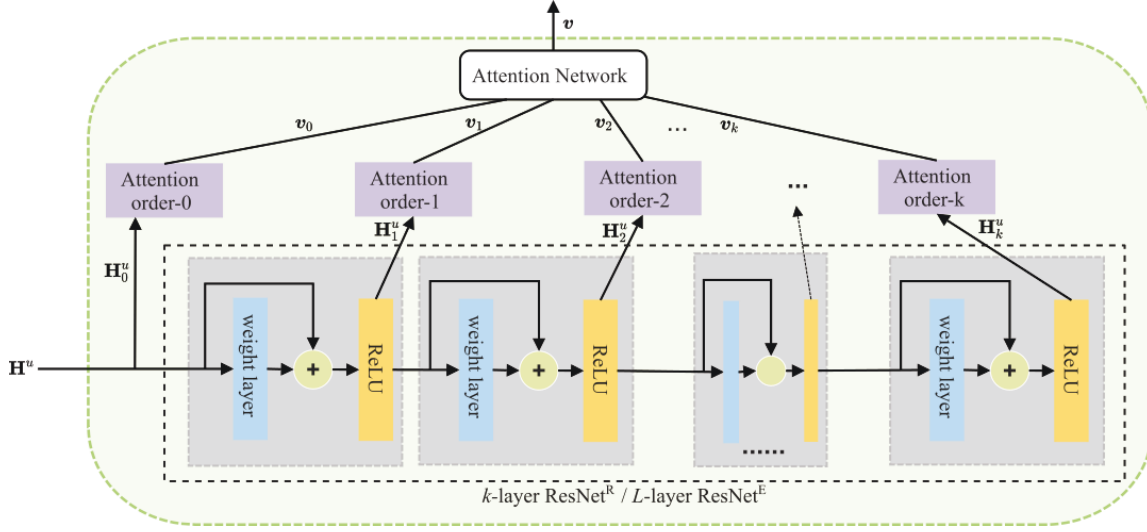 v
Attention Network
v₀
v₁
v₂
...
vₖ
Attention
order-0
Attention
order-1
Attention
order-2
...
Attention
order-k
H₀ᵘ
H₁ᵘ
H₂ᵘ
Hₖᵘ
Hᵘ
weight layer
+
ReLU
weight layer
+
ReLU
......
weight layer
+
ReLU
k-layer ResNetᴿ / L-layer ResNetᴱ